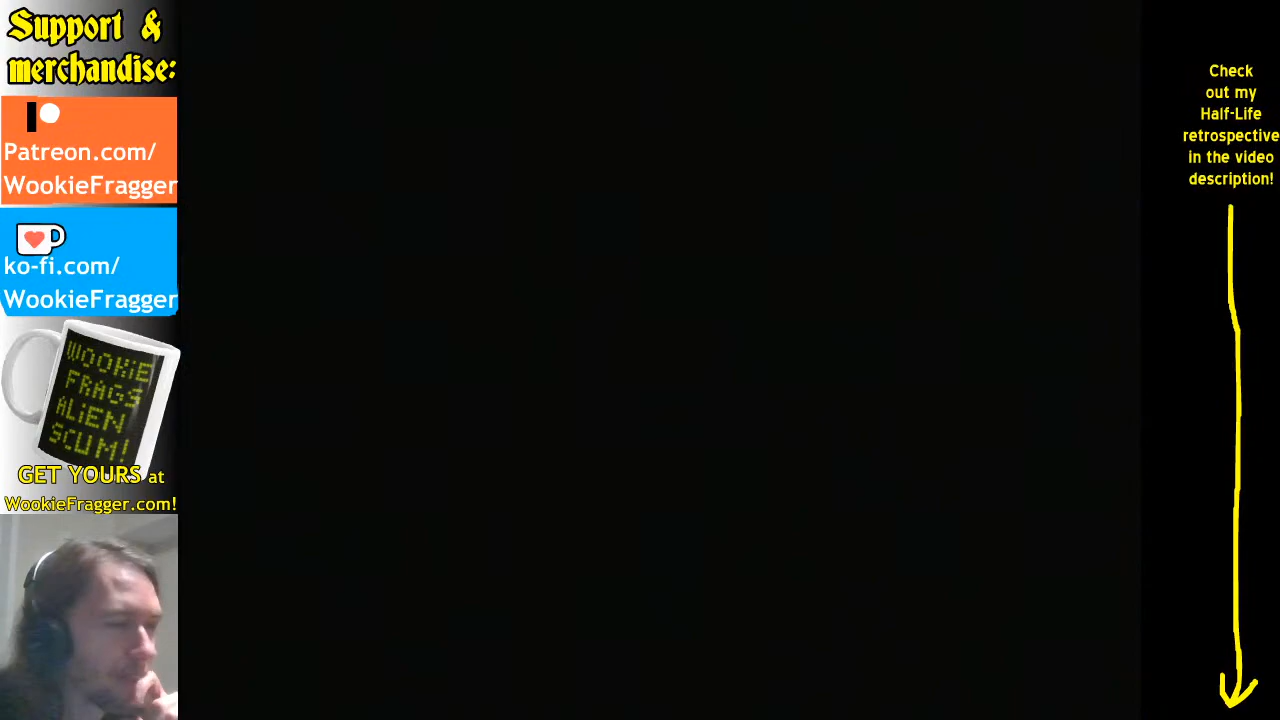 Support &
merchandise:
Patreon.com/
WookieFragger
ko-fi.com/
WookieFragger
WOOKiE
FRAGS
ALiEN
SCUM!
GET YOURS at
WookieFragger.com!
Check
out my
Half-Life
retrospective
in the video
description!